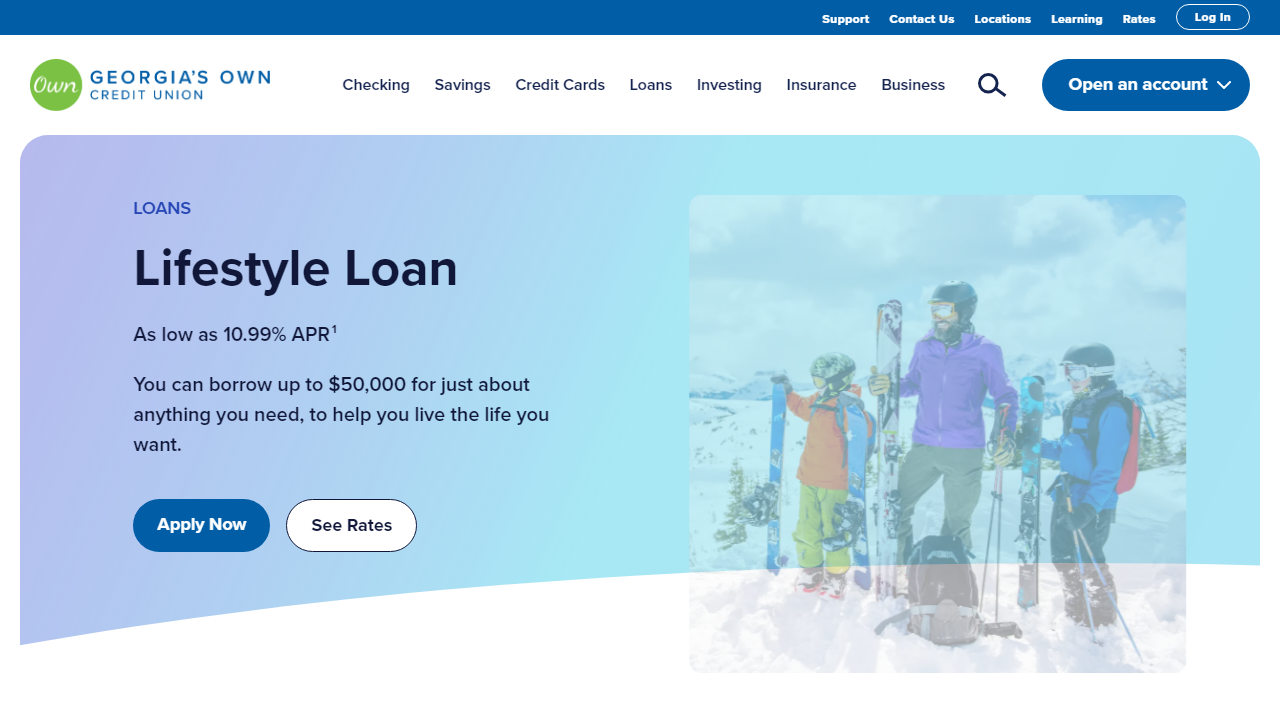 Support Contact Us Locations Learning Rates Log In
Own GEORGIA'S OWN
CREDIT UNION
Checking Savings Credit Cards Loans Investing Insurance Business Open an account
LOANS
Lifestyle Loan
As low as 10.99% APR¹
You can borrow up to $50,000 for just about
anything you need, to help you live the life you
want.
Apply Now See Rates